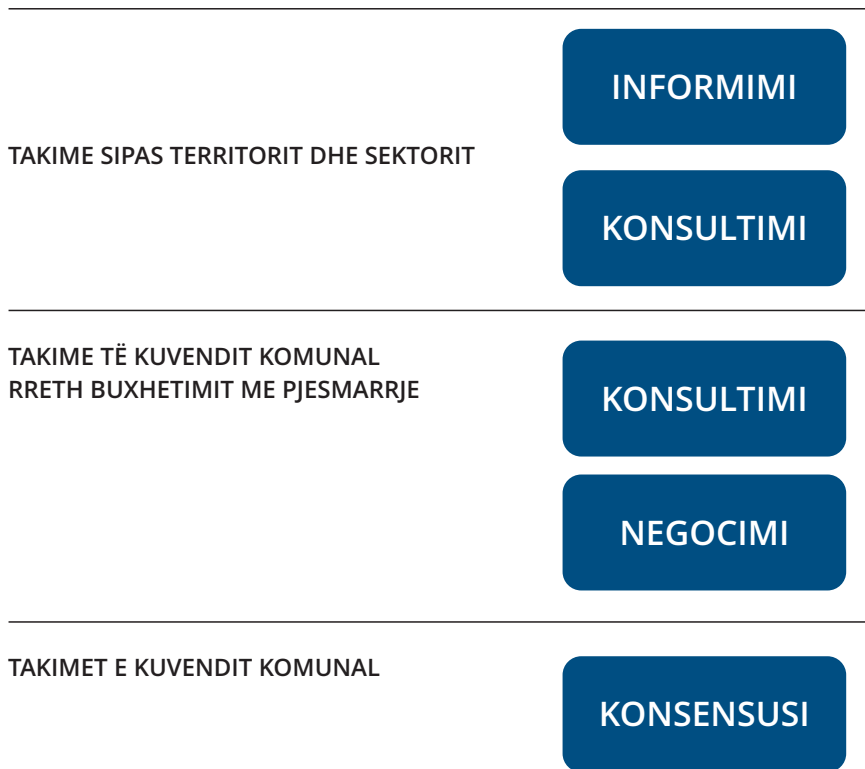 INFORMIMI
TAKIME SIPAS TERRITORIT DHE SEKTORIT
KONSULTIMI
TAKIME TË KUVENDIT KOMUNAL
RRETH BUXHETIMIT ME PJESMARRJE
KONSULTIMI
NEGOCIMI
TAKIMET E KUVENDIT KOMUNAL
KONSENSUSI